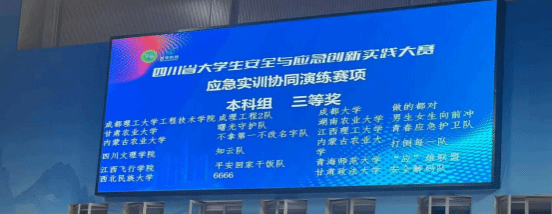 四川省大学生安全与应急创新实践大赛
应急实训协同演练赛项
本科组 三等奖
成都理工大学工程技术学院 成理工程2队 成都大学 做的都对
甘肃农业大学 曙光守护队 湖南农业大学 男生女生向前冲
内蒙古农业大学 不拿第一不改名字队 江西理工大学 青春应急护卫队
内蒙古农业大学 打倒每一队
四川文理学院 知云队
江西飞行学院 平安回家干饭队 青海师范大学 "应"雄联盟
西北民族大学 6666 甘肃政法大学 安全解码队